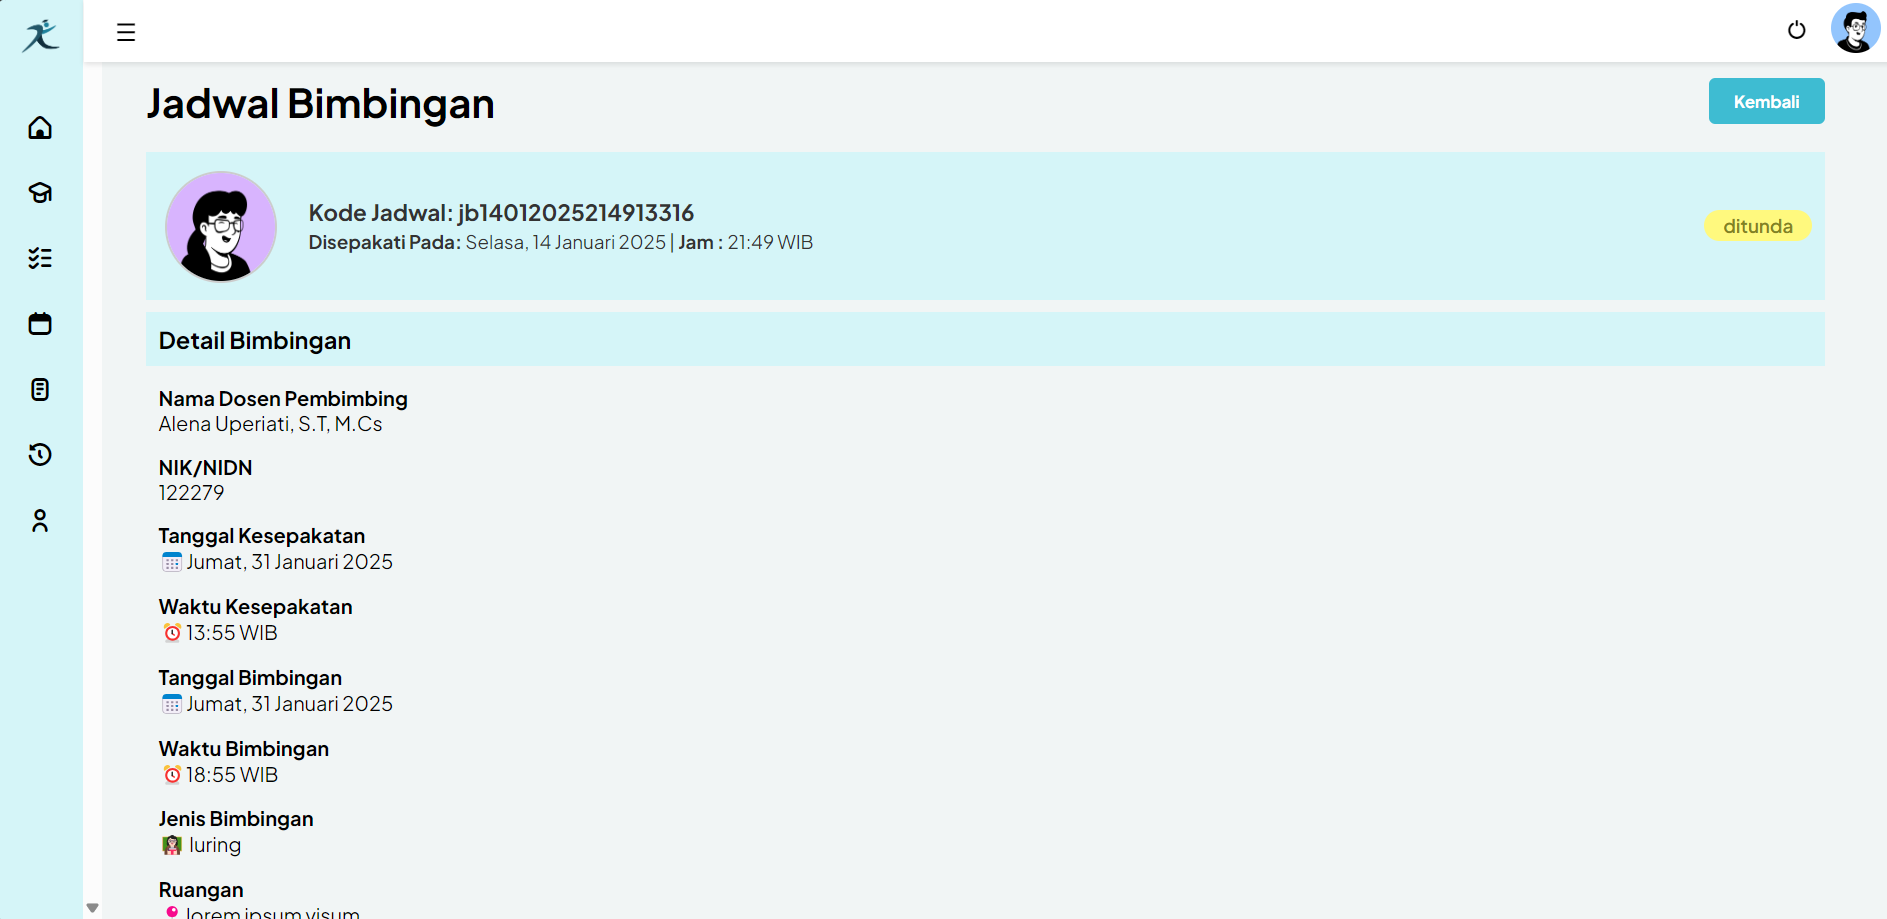 Jadwal Bimbingan
Kembali
Kode Jadwal: jb14012025214913316
Disepakati Pada: Selasa, 14 Januari 2025 | Jam : 21:49 WIB
ditunda
Detail Bimbingan
Nama Dosen Pembimbing
Alena Uperiati, S.T, M.Cs
NIK/NIDN
122279
Tanggal Kesepakatan
Jumat, 31 Januari 2025
Waktu Kesepakatan
13:55 WIB
Tanggal Bimbingan
Jumat, 31 Januari 2025
Waktu Bimbingan
18:55 WIB
Jenis Bimbingan
luring
Ruangan
lorem ipsum visum